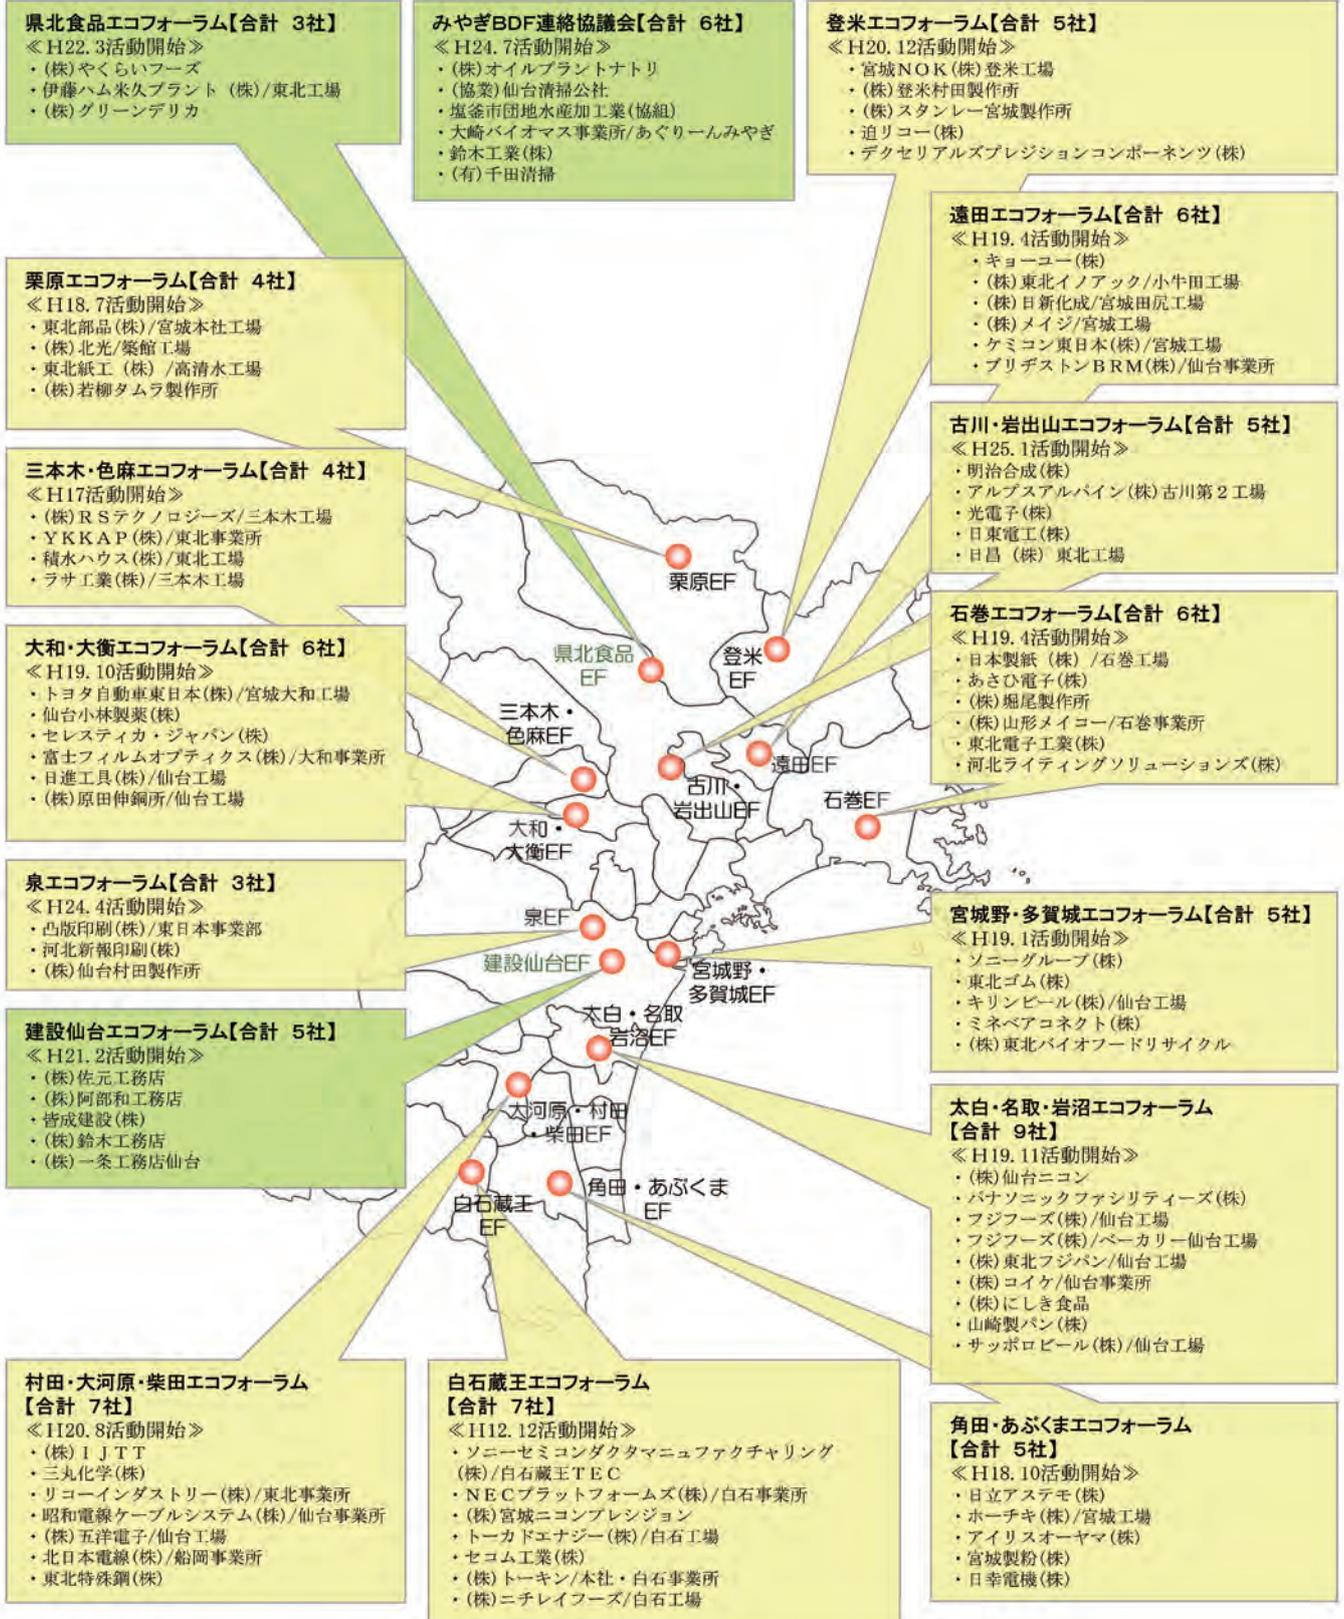 県北食品エコフォーラム【合計 3社】
≪H22.3活動開始≫
・(株)やくらいフーズ
・伊藤ハム米久プラント (株)/東北工場
・(株)グリーンデリカ
みやぎBDF連絡協議会【合計 6社】
≪H24.7活動開始≫
・(株)オイルプラントナトリ
・(協業)仙台清掃公社
・塩釜市団地水産加工業(協組)
・大崎バイオマス事業所/あぐりーんみやぎ
・鈴木工業(株)
・(有)千田清掃
登米エコフォーラム【合計 5社】
≪H20.12活動開始≫
・宮城NOK(株)登米工場
・(株)登米村田製作所
・(株)スタンレー宮城製作所
・迫リコー(株)
・デクセリアルズプレジションコンポーネンツ(株)
遠田エコフォーラム【合計 6社】
≪H19.4活動開始≫
・キョーユー(株)
・(株)東北イノアック/小牛田工場
・(株)日新化成/宮城田尻工場
・(株)メイジ/宮城工場
・ケミコン東日本(株)/宮城工場
・ブリヂストンBRM(株)/仙台事業所
栗原エコフォーラム【合計 4社】
≪H18.7活動開始≫
・東北部品(株)/宮城本社工場
・(株)北光/築館工場
・東北紙工 (株) /高清水工場
・(株)若柳タムラ製作所
古川・岩出山エコフォーラム【合計 5社】
≪H25.1活動開始≫
・明治合成(株)
・アルプスアルパイン(株)古川第2工場
・光電子(株)
・日東電工(株)
・日昌 (株) 東北工場
三本木・色麻エコフォーラム【合計 4社】
≪H17活動開始≫
・(株)RSテクノロジーズ/三本木工場
・YKKAP(株)/東北事業所
・積水ハウス(株)/東北工場
・ラサ工業(株)/三本木工場
石巻エコフォーラム【合計 6社】
≪H19.4活動開始≫
・日本製紙 (株) /石巻工場
・あさひ電子(株)
・(株)堀尾製作所
・(株)山形メイコー/石巻事業所
・東北電子工業(株)
・河北ライティングソリューションズ(株)
大和・大衡エコフォーラム【合計 6社】
≪H19.10活動開始≫
・トヨタ自動車東日本(株)/宮城大和工場
・仙台小林製薬(株)
・セレスティカ・ジャパン(株)
・富士フィルムオプティクス(株)/大和事業所
・日進工具(株)/仙台工場
・(株)原田伸銅所/仙台工場
栗原EF
県北食品
EF
登米
EF
三本木・
色麻EF
遠田EF
古川・
岩出山EF
石巻EF
大和・
大衡EF
泉EF
建設仙台EF
宮城野・
多賀城EF
太白・名取
岩沼EF
大河原・村田
・柴田EF
白石蔵王
EF
角田・あぶくま
EF
泉エコフォーラム【合計 3社】
≪H24.4活動開始≫
・凸版印刷(株)/東日本事業部
・河北新報印刷(株)
・(株)仙台村田製作所
宮城野・多賀城エコフォーラム【合計 5社】
≪H19.1活動開始≫
・ソニーグループ(株)
・東北ゴム(株)
・キリンビール(株)/仙台工場
・ミネベアコネクト(株)
・(株)東北バイオフードリサイクル
建設仙台エコフォーラム【合計 5社】
≪H21.2活動開始≫
・(株)佐元工務店
・(株)阿部和工務店
・皆成建設(株)
・(株)鈴木工務店
・(株)一条工務店仙台
太白・名取・岩沼エコフォーラム
【合計 9社】
≪H19.11活動開始≫
・(株)仙台ニコン
・パナソニックファシリティーズ(株)
・フジフーズ(株)/仙台工場
・フジフーズ(株)/ベーカリー仙台工場
・(株)東北フジパン/仙台工場
・(株)コイケ/仙台事業所
・(株)にしき食品
・山崎製パン(株)
・サッポロビール(株)/仙台工場
村田・大河原・柴田エコフォーラム
【合計 7社】
≪H20.8活動開始≫
・(株)IJTT
・三丸化学(株)
・リコーインダストリー(株)/東北事業所
・昭和電線ケーブルシステム(株)/仙台事業所
・(株)五洋電子/仙台工場
・北日本電線(株)/船岡事業所
・東北特殊鋼(株)
白石蔵王エコフォーラム
【合計 7社】
≪H12.12活動開始≫
・ソニーセミコンダクタマニュファクチャリング
(株)/白石蔵王TEC
・NECプラットフォームズ(株)/白石事業所
・(株)宮城ニコンプレシジョン
・トーカドエナジー(株)/白石工場
・セコム工業(株)
・(株)トーキン/本社・白石事業所
・(株)ニチレイフーズ/白石工場
角田・あぶくまエコフォーラム
【合計 5社】
≪H18.10活動開始≫
・日立アステモ(株)
・ホーチキ(株)/宮城工場
・アイリスオーヤマ(株)
・宮城製粉(株)
・日幸電機(株)